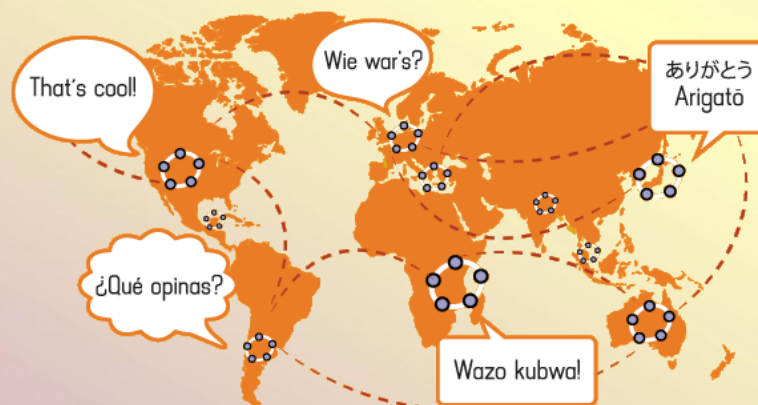 That's cool!
Wie war's?
ありがとう
Arigatō
¿Qué opinas?
Wazo kubwa!